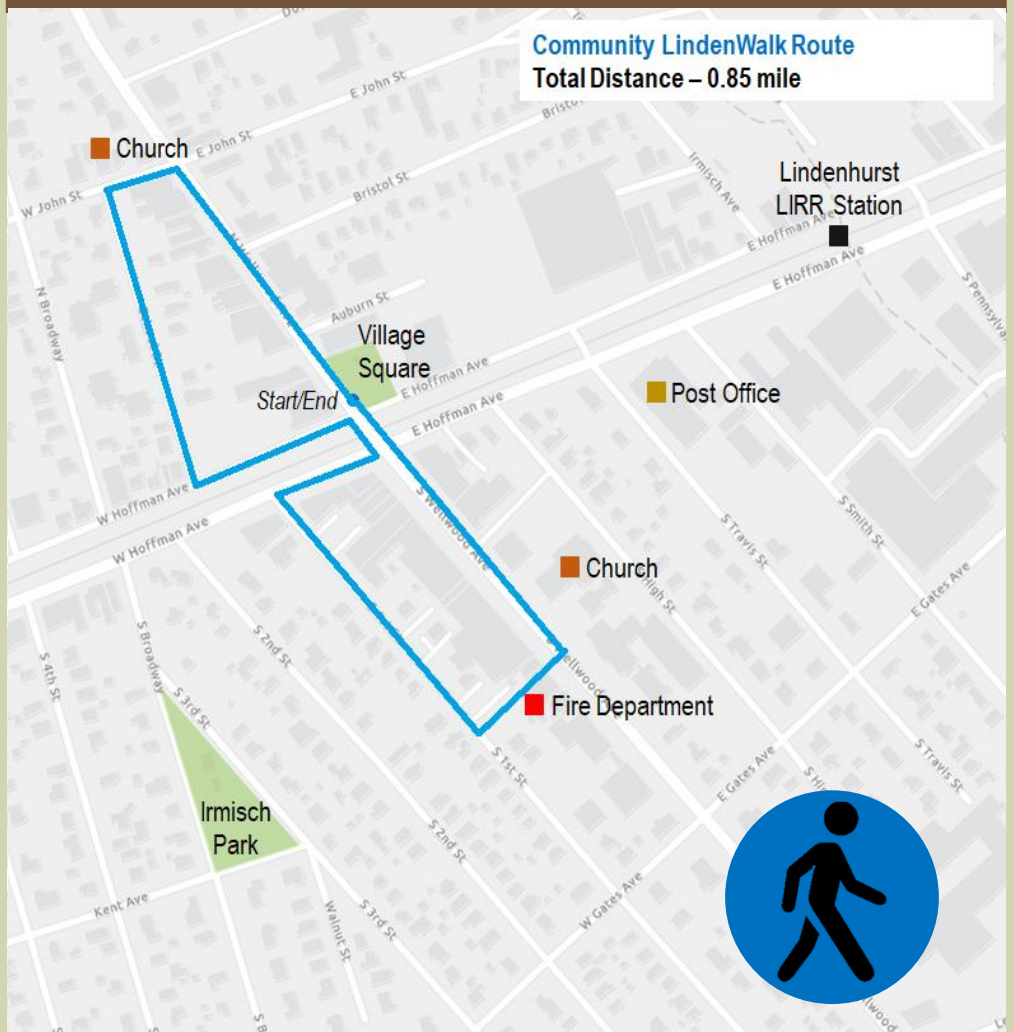 Community LindenWalk Route
Total Distance – 0.85 mile
E John St
Bristol
Church
E John St
Irmisch Ave
W John St
Bristol St
Lindenhurst
LIRR Station
E Hoffman Ave
E Hoffman Ave
S Pennsylva
N Broadway
Auburn St
Village
Square
Start/End
E Hoffman Ave
E Hoffman Ave
Post Office
W Hoffman Ave
W Hoffman Ave
S Wellwood Ave
S Travis St
S Smith St
Church
High St
E Gates Ave
S 4th St
S Broadway
S 2nd St
S 3rd St
Fire Department
S 1st St
S Travis St
E Gates Ave
Irmisch
Park
S 2nd St
Kent Ave
Walnut St
S 3rd St
W Gates Ave